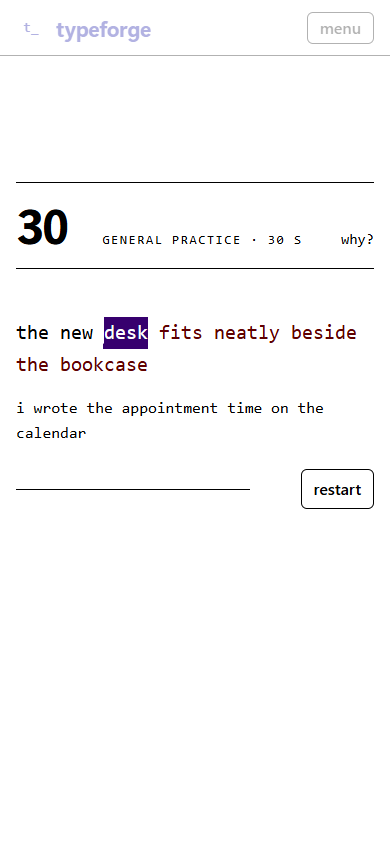 t_ typeforge menu
30 GENERAL PRACTICE · 30 S why?
the new desk fits neatly beside
the bookcase
i wrote the appointment time on the
calendar
restart